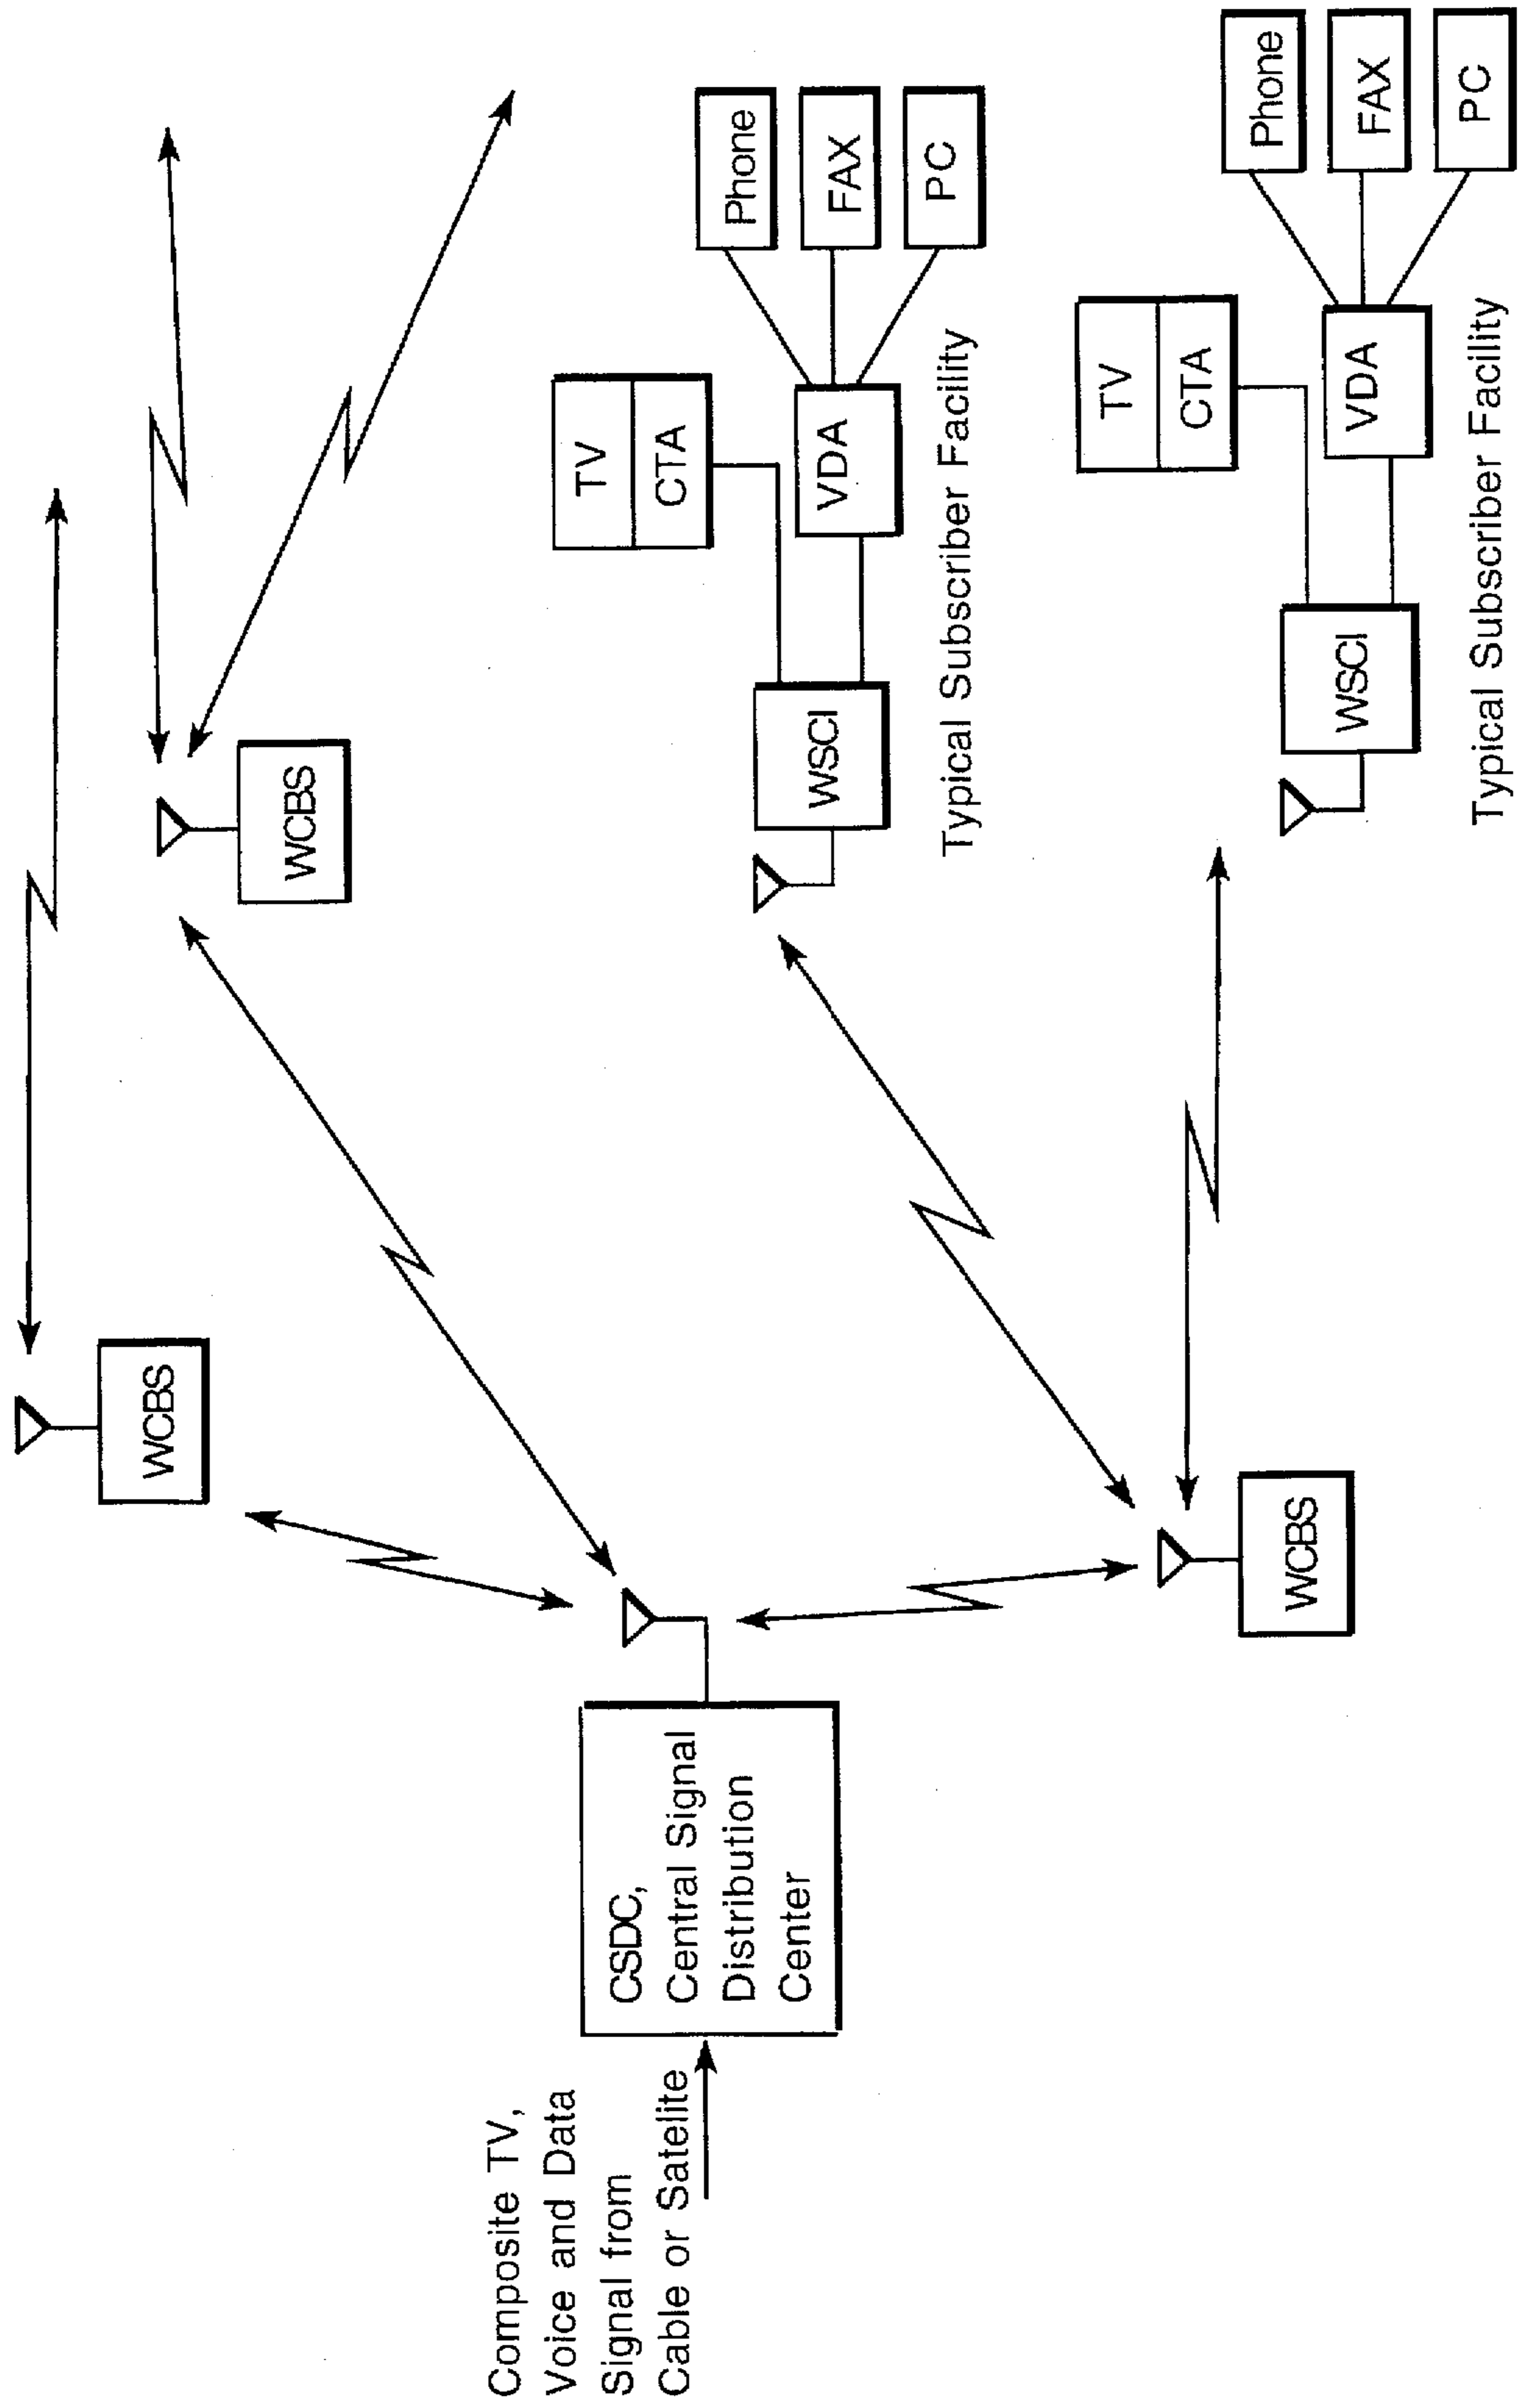 Composite TV,
Voice and Data
Signal from
Cable or Satellite
CSDC,
Central Signal
Distribution
Center
WCBS
WCBS
WCBS
WSCI
TV
CTA
VDA
Phone
FAX
PC
Typical Subscriber Facility
WSCI
TV
CTA
VDA
Phone
FAX
PC
Typical Subscriber Facility